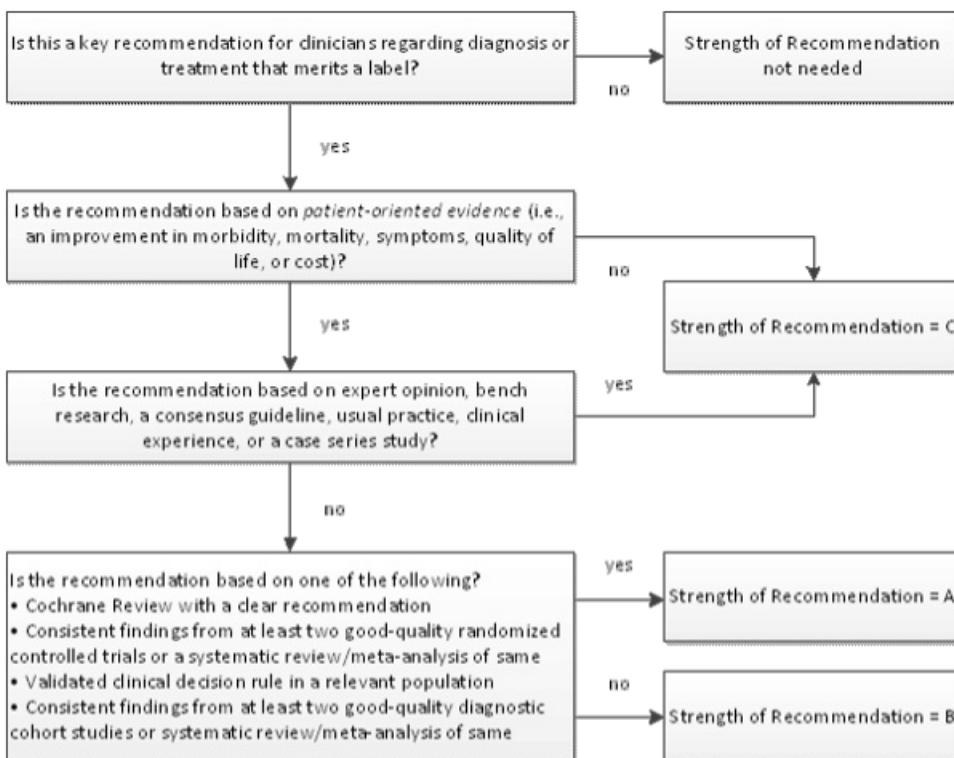 Is this a key recommendation for clinicians regarding diagnosis or
treatment that merits a label?
Strength of Recommendation
not needed
no
yes
Is the recommendation based on patient-oriented evidence (i.e.,
an improvement in morbidity, mortality, symptoms, quality of
life, or cost)?
no
Strength of Recommendation = C
yes
Is the recommendation based on expert opinion, bench
research, a consensus guideline, usual practice, clinical
experience, or a case series study?
yes
no
Is the recommendation based on one of the following?
• Cochrane Review with a clear recommendation
• Consistent findings from at least two good-quality randomized
controlled trials or a systematic review/meta-analysis of same
• Validated clinical decision rule in a relevant population
• Consistent findings from at least two good-quality diagnostic
cohort studies or systematic review/meta-analysis of same
yes
Strength of Recommendation = A
no
Strength of Recommendation = B